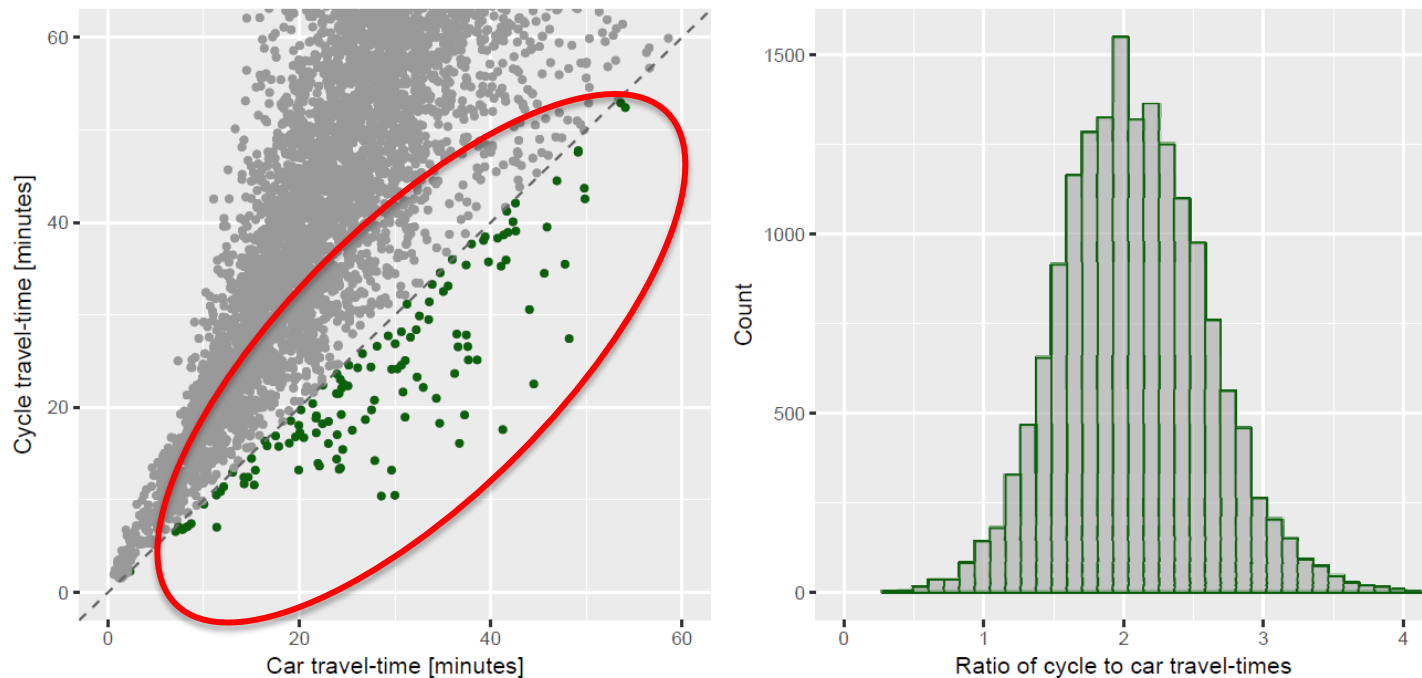 60
40
20
0
Cycle travel-time [minutes]
0 20 40 60
Car travel-time [minutes]
1500
1000
500
0
Count
0 1 2 3 4
Ratio of cycle to car travel-times